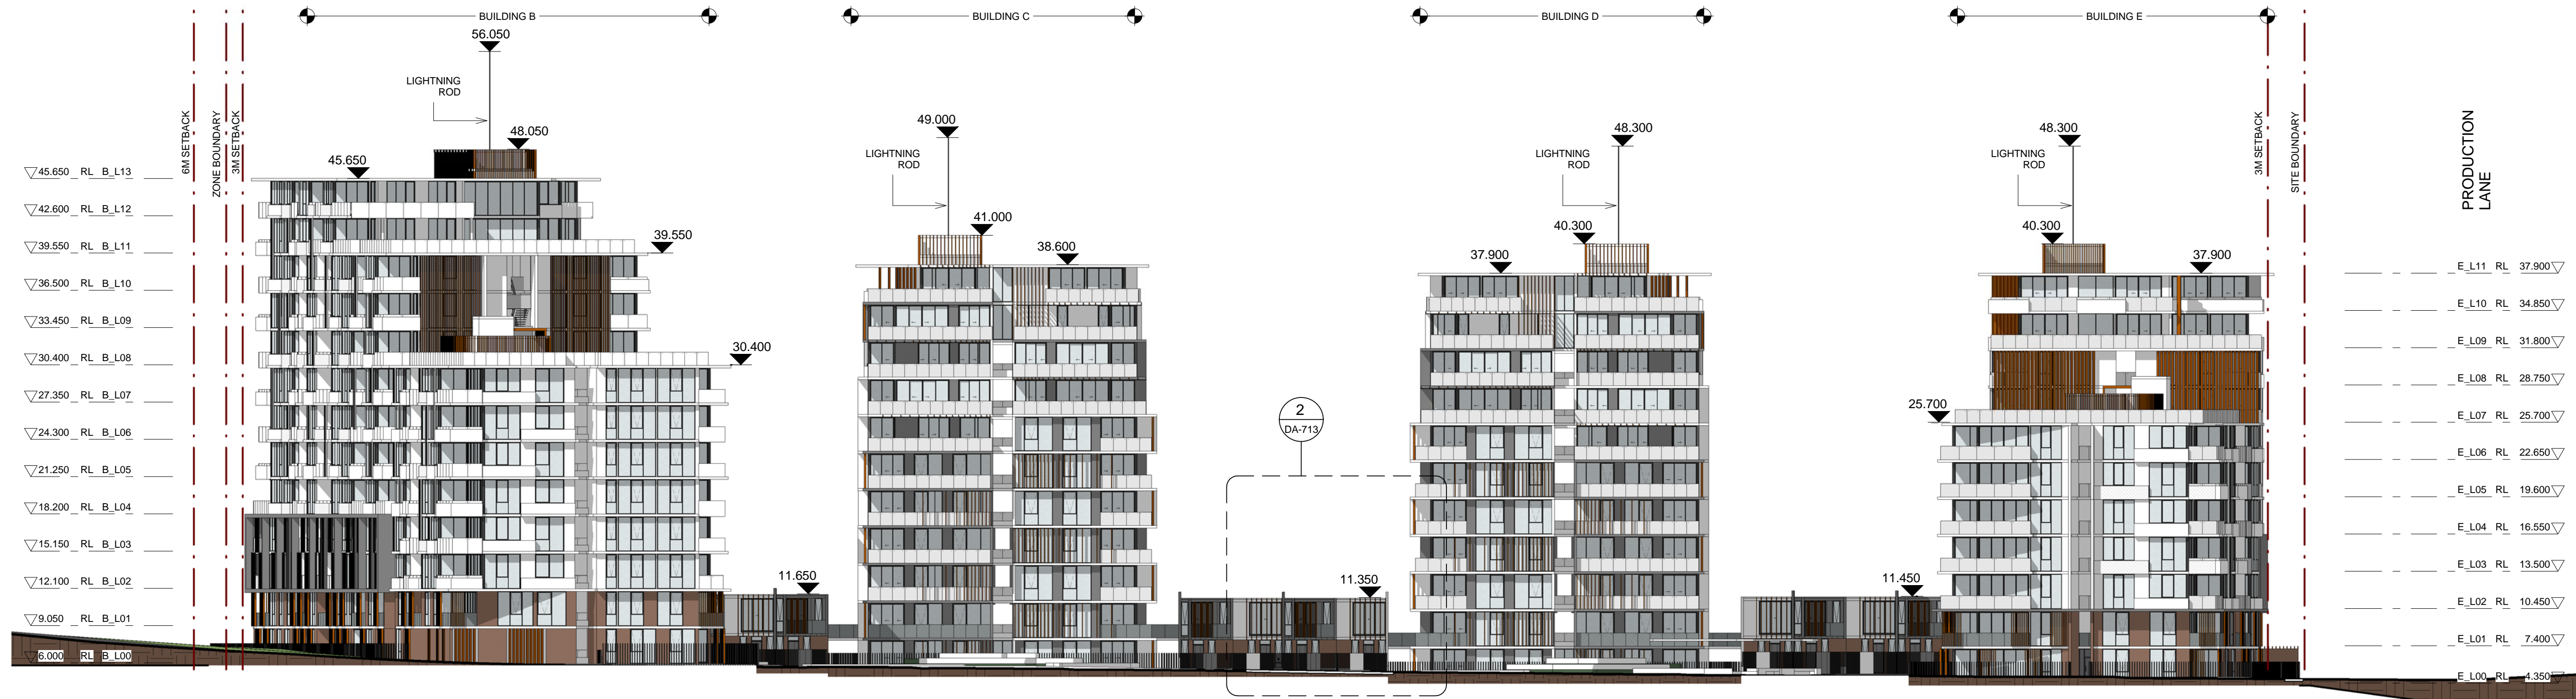 BUILDING B
BUILDING C
BUILDING D
BUILDING E
56.050
LIGHTNING
ROD
48.050
45.650
39.550
30.400
11.650
49.000
LIGHTNING
ROD
41.000
38.600
2
DA-713
11.350
48.300
LIGHTNING
ROD
40.300
37.900
11.450
48.300
LIGHTNING
ROD
40.300
37.900
25.700
6M SETBACK
ZONE BOUNDARY
3M SETBACK
3M SETBACK
SITE BOUNDARY
PRODUCTION
LANE
45.650 RL B_L13
42.600 RL B_L12
39.550 RL B_L11
36.500 RL B_L10
33.450 RL B_L09
30.400 RL B_L08
27.350 RL B_L07
24.300 RL B_L06
21.250 RL B_L05
18.200 RL B_L04
15.150 RL B_L03
12.100 RL B_L02
9.050 RL B_L01
6.000 RL B_L00
E_L11 RL 37.900
E_L10 RL 34.850
E_L09 RL 31.800
E_L08 RL 28.750
E_L07 RL 25.700
E_L06 RL 22.650
E_L05 RL 19.600
E_L04 RL 16.550
E_L03 RL 13.500
E_L02 RL 10.450
E_L01 RL 7.400
E_L00 RL 4.350